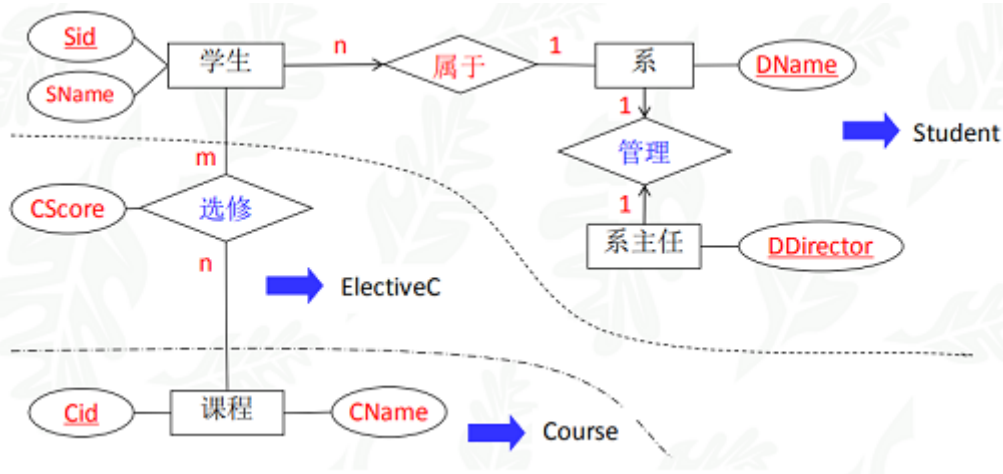 Sid
学生
n
属于
1
系
DName
SName
1
管理
Student
m
CScore
选修
1
系主任
DDirector
n
ElectiveC
Cid
课程
CName
Course